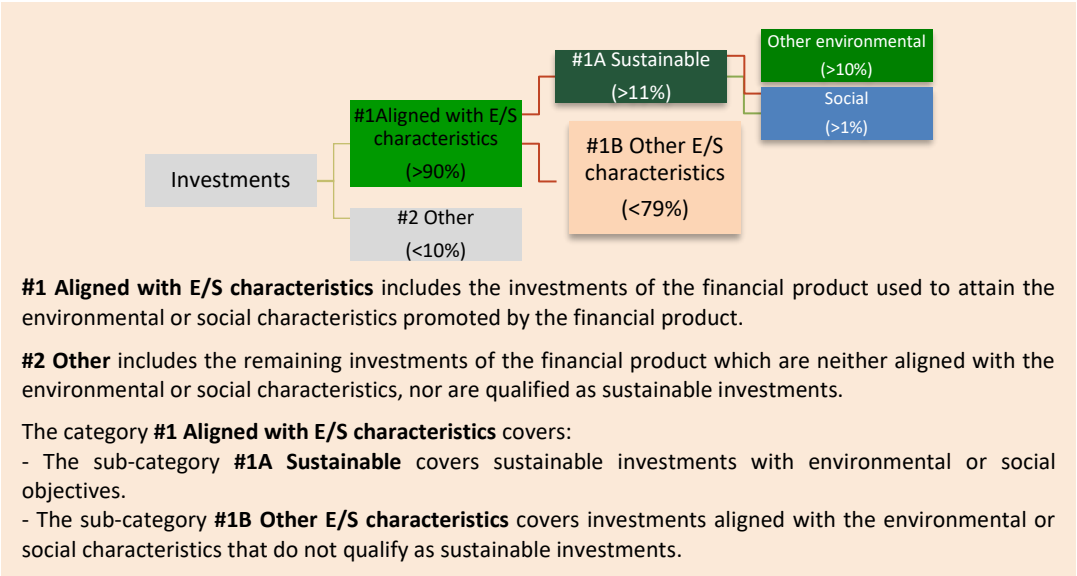 Other environmental
(>10%)
#1A Sustainable
(>11%)
Social
(>1%)
#1Aligned with E/S
characteristics
(>90%)
#1B Other E/S
characteristics
(<79%)
Investments
#2 Other
(<10%)
#1 Aligned with E/S characteristics includes the investments of the financial product used to attain the
environmental or social characteristics promoted by the financial product.
#2 Other includes the remaining investments of the financial product which are neither aligned with the
environmental or social characteristics, nor are qualified as sustainable investments.
The category #1 Aligned with E/S characteristics covers:
- The sub-category #1A Sustainable covers sustainable investments with environmental or social
objectives.
- The sub-category #1B Other E/S characteristics covers investments aligned with the environmental or
social characteristics that do not qualify as sustainable investments.